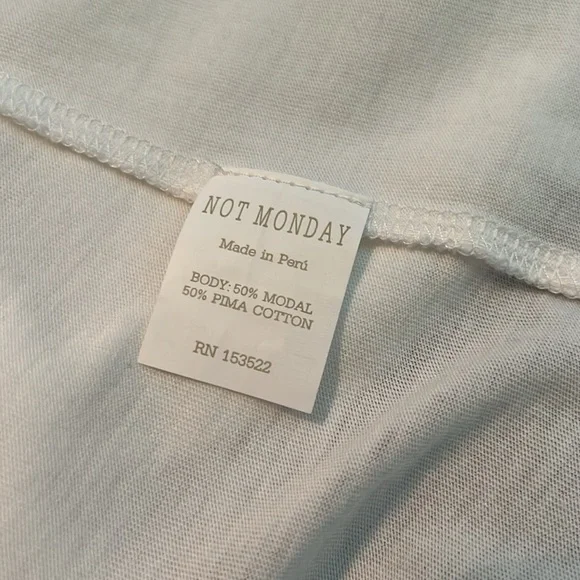 NOT MONDAY
Made in Perú
BODY: 50% MODAL
50% PIMA COTTON
RN 153522